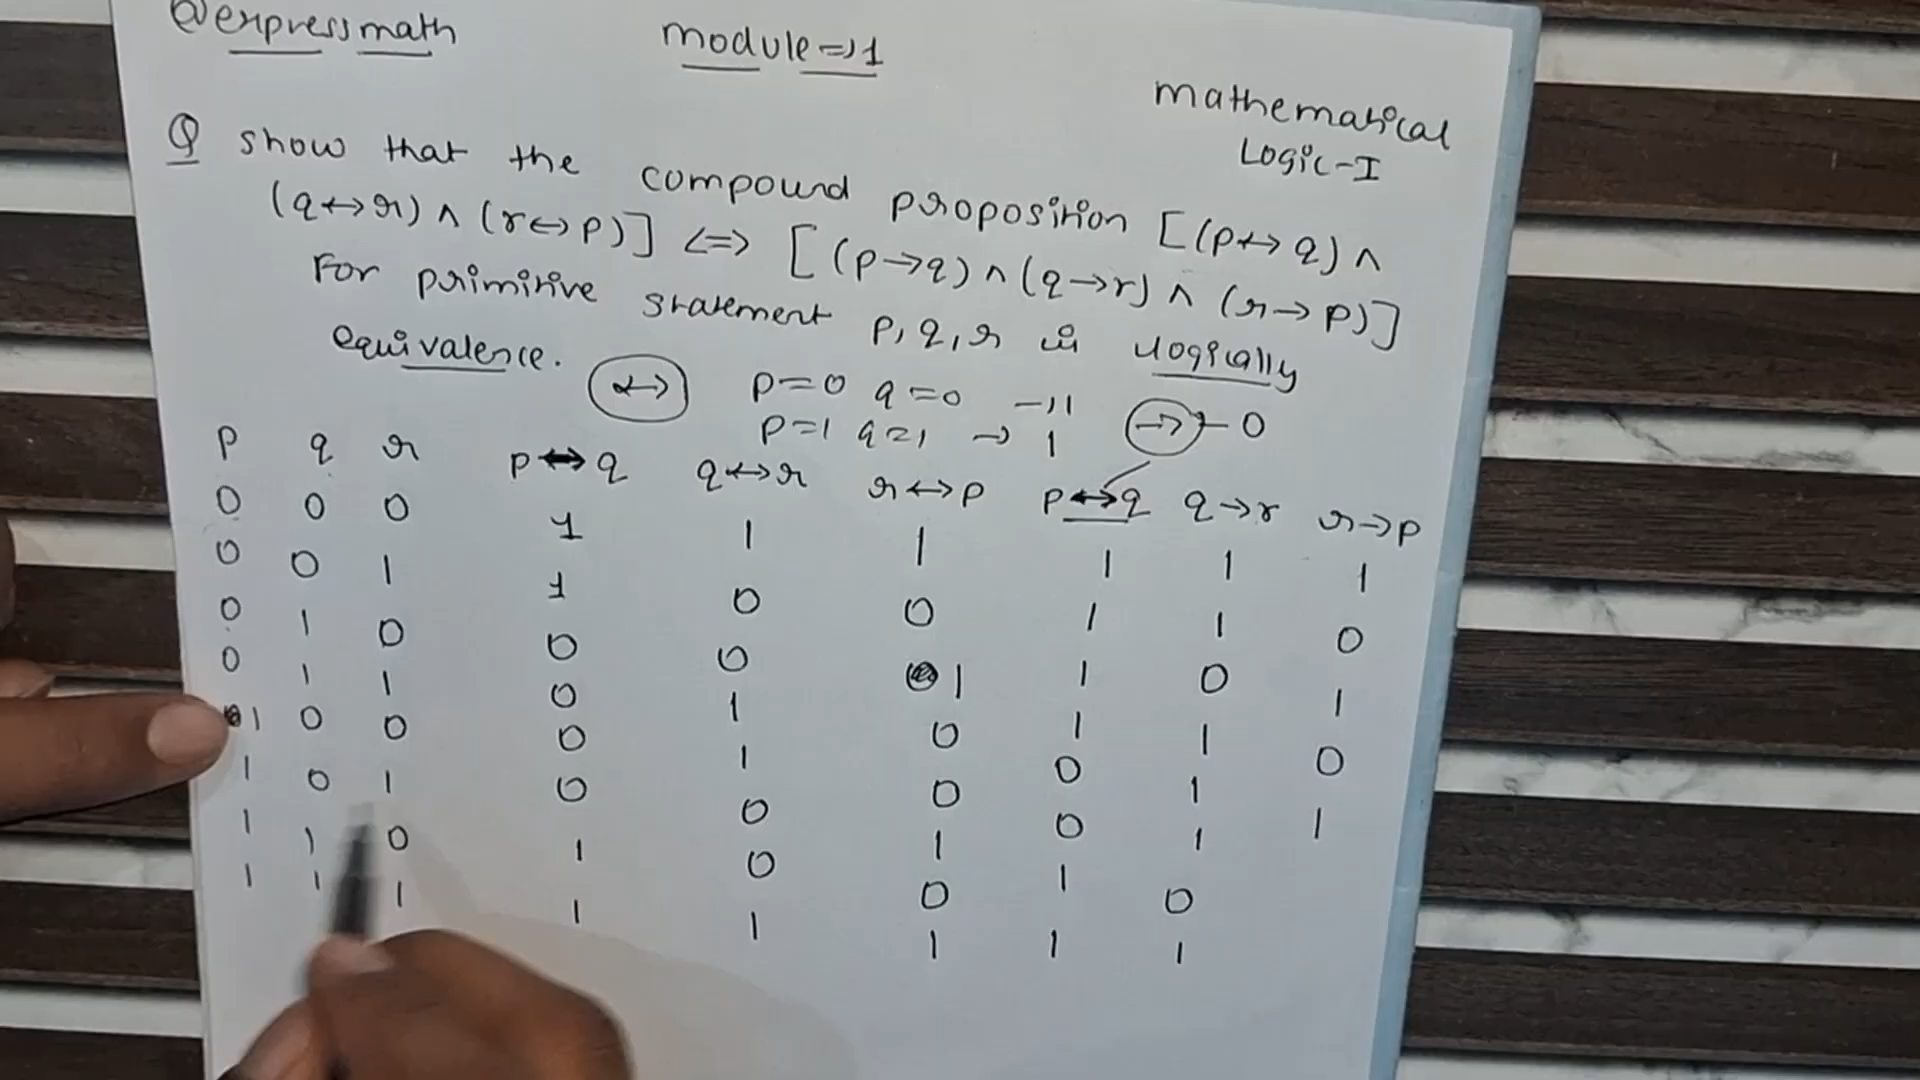 @expressmath
module⇒1
mathematical
Logic-I
Q show that the compound proposition [(p↔q) ∧
(q↔r) ∧ (r↔p)] <=> [(p→q) ∧ (q→r) ∧ (r→p)]
For primitive statement p, q, r is logically
equivalence.
↔ p=0 q=0 →1
p=1 q=1 → 1
→ - 0
p q r p↔q q↔r r↔p p↔q q→r r→p
0 0 0 1 1 1 1 1 1
0 0 1 1 0 0 1 1 0
0 1 0 0 0 1 1 0 1
0 1 1 0 1 0 1 1 0
1 0 0 0 1 0 0 1 1
1 0 1 0 0 1 0 1
1 1 0 1 0 0 1 0
1 1 1 1 1 1 1 1